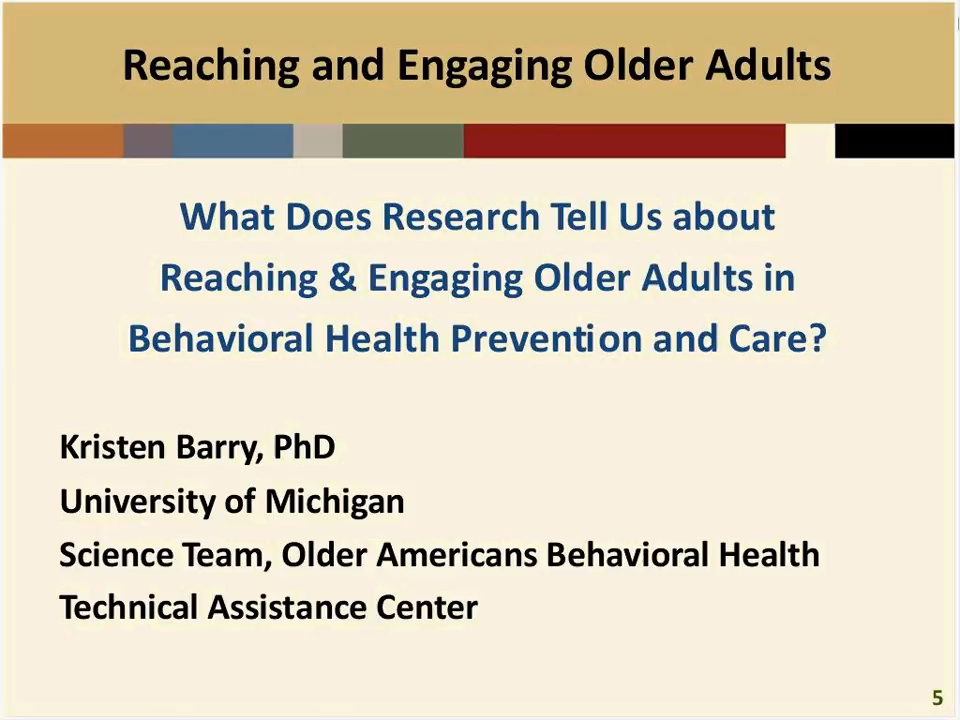 Reaching and Engaging Older Adults
What Does Research Tell Us about
Reaching & Engaging Older Adults in
Behavioral Health Prevention and Care?
Kristen Barry, PhD
University of Michigan
Science Team, Older Americans Behavioral Health
Technical Assistance Center
5